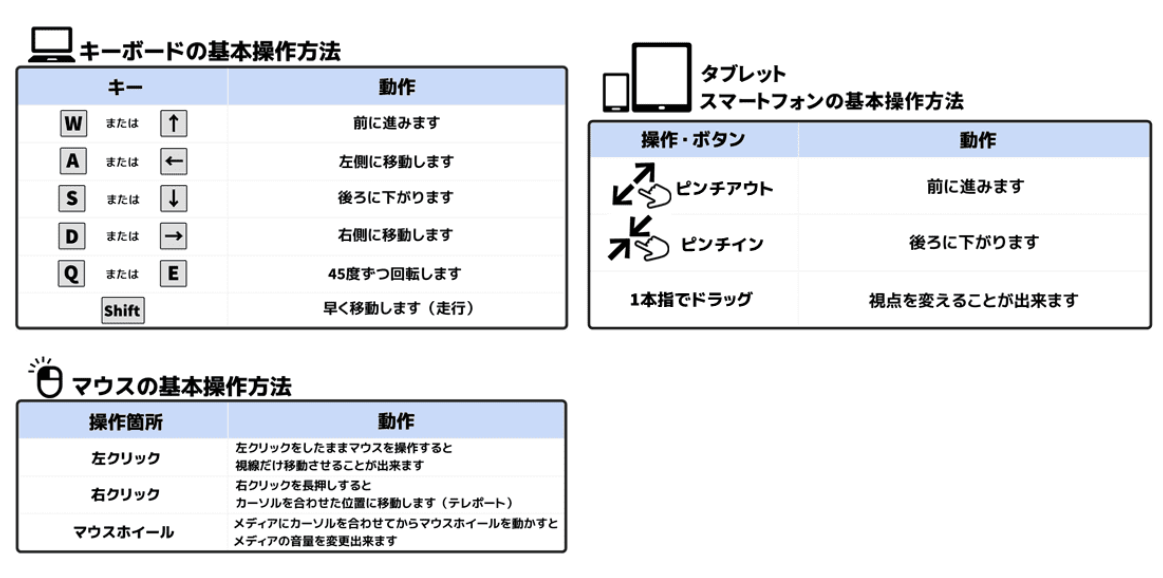 キーボードの基本操作方法
キー 動作
W または ↑ 前に進みます
A または ← 左側に移動します
S または ↓ 後ろに下がります
D または → 右側に移動します
Q または E 45度ずつ回転します
Shift 早く移動します（走行）
タブレット
スマートフォンの基本操作方法
操作・ボタン 動作
ピンチアウト 前に進みます
ピンチイン 後ろに下がります
1本指でドラッグ 視点を変えることが出来ます
マウスの基本操作方法
操作箇所 動作
左クリック 左クリックをしたままマウスを操作すると
視線だけ移動させることが出来ます
右クリック 右クリックを長押しすると
カーソルを合わせた位置に移動します（テレポート）
マウスホイール メディアにカーソルを合わせてからマウスホイールを動かすと
メディアの音量を変更出来ます